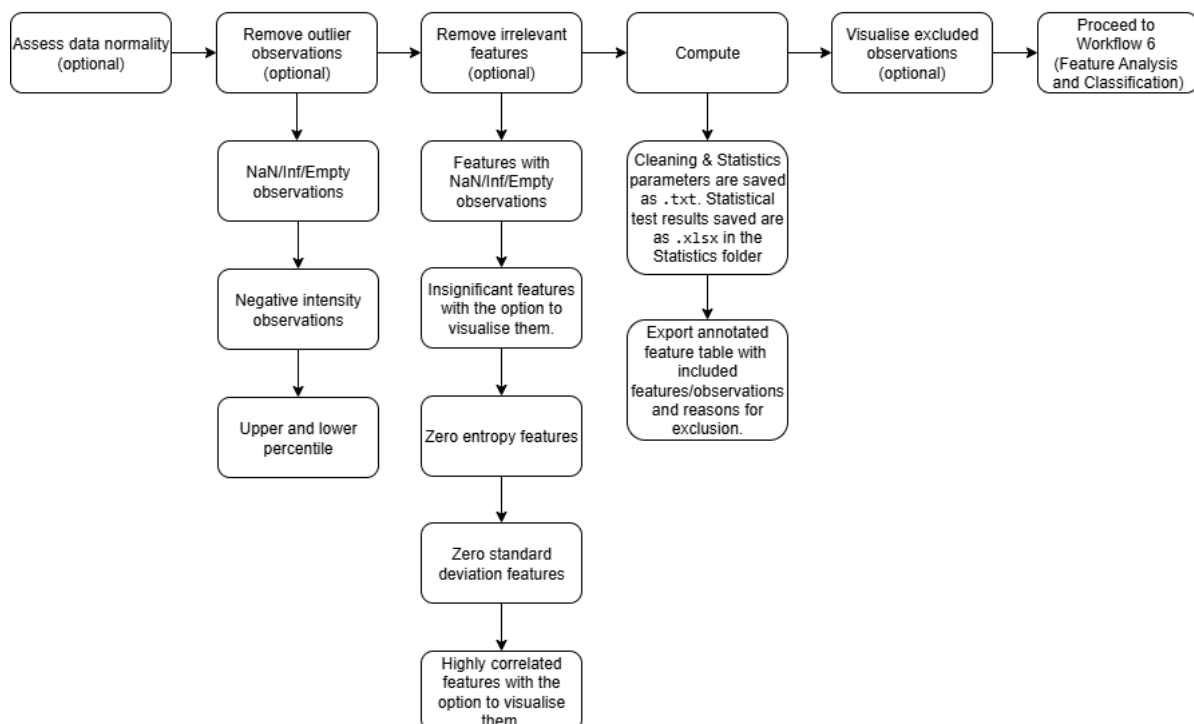 Assess data normality
(optional)
Remove outlier
observations
(optional)
Remove irrelevant
features
(optional)
Compute
Visualise excluded
observations
(optional)
Proceed to
Workflow 6
(Feature Analysis
and Classification)
NaN/Inf/Empty
observations
Negative intensity
observations
Upper and lower
percentile
Features with
NaN/Inf/Empty
observations
Insignificant features
with the option to
visualise them.
Zero entropy features
Zero standard
deviation features
Highly correlated
features with the
option to visualise
them
Cleaning & Statistics
parameters are saved
as .txt. Statistical
test results saved are
as .xlsx in the
Statistics folder
Export annotated
feature table with
included
features/observations
and reasons for
exclusion.